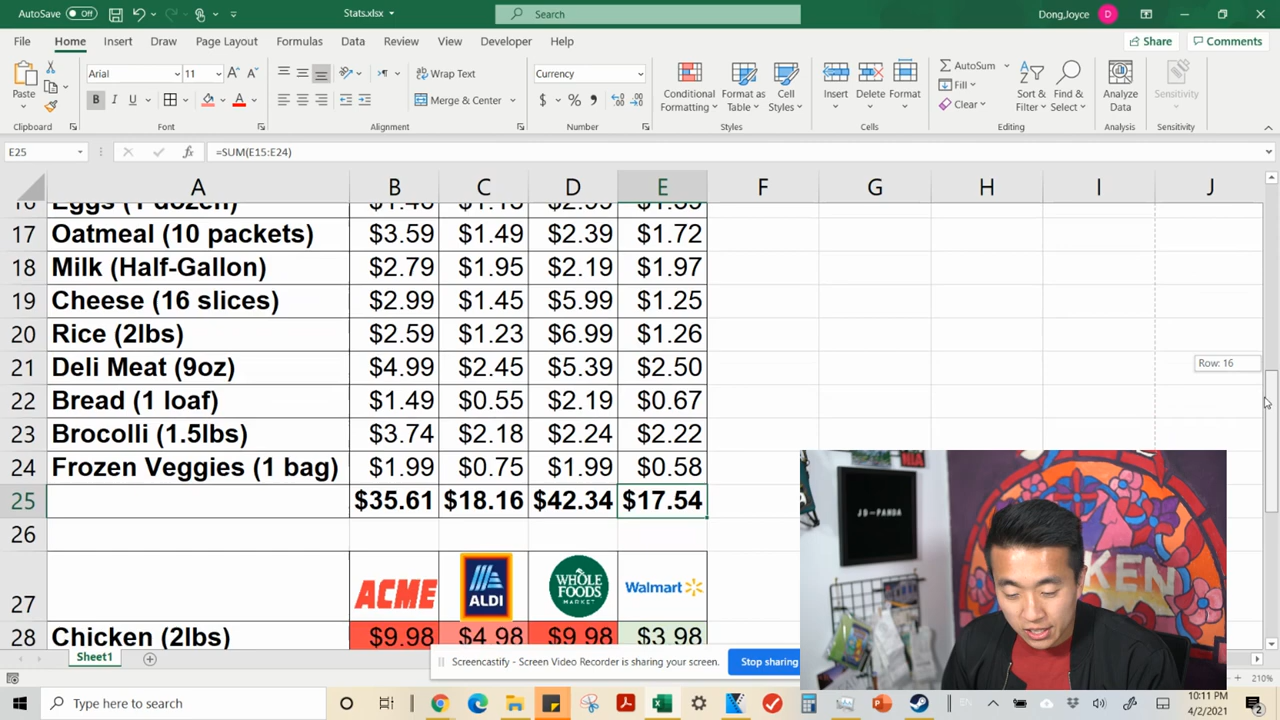 AutoSave Off Stats.xlsx Search Dong,Joyce D
File Home Insert Draw Page Layout Formulas Data Review View Developer Help Share Comments
Paste Arial 11 Wrap Text Currency AutoSum
Conditional Formatting Format as Table Cell Styles Insert Delete Format Fill Sort & Filter Find & Select Analyze Data Sensitivity
B I U A Merge & Center $ % Clear
Clipboard Font Alignment Number Styles Cells Editing Analysis Sensitivity
E25 fx =SUM(E15:E24)
A B C D E F G H I J
Eggs (1 dozen)
17 Oatmeal (10 packets) $3.59 $1.49 $2.39 $1.72
18 Milk (Half-Gallon) $2.79 $1.95 $2.19 $1.97
19 Cheese (16 slices) $2.99 $1.45 $5.99 $1.25
20 Rice (2lbs) $2.59 $1.23 $6.99 $1.26
21 Deli Meat (9oz) $4.99 $2.45 $5.39 $2.50
Row: 16
22 Bread (1 loaf) $1.49 $0.55 $2.19 $0.67
23 Brocolli (1.5lbs) $3.74 $2.18 $2.24 $2.22
24 Frozen Veggies (1 bag) $1.99 $0.75 $1.99 $0.58
25 $35.61 $18.16 $42.34 $17.54
26
27 ACME ALDI WHOLE FOODS MARKET Walmart
28 Chicken (2lbs) $9.98 $4.98 $9.98 $3.98
JD-PANDA
KEN
Sheet1
Screencastify - Screen Video Recorder is sharing your screen. Stop sharing
210%
Type here to search
10:11 PM
4/2/2021
2